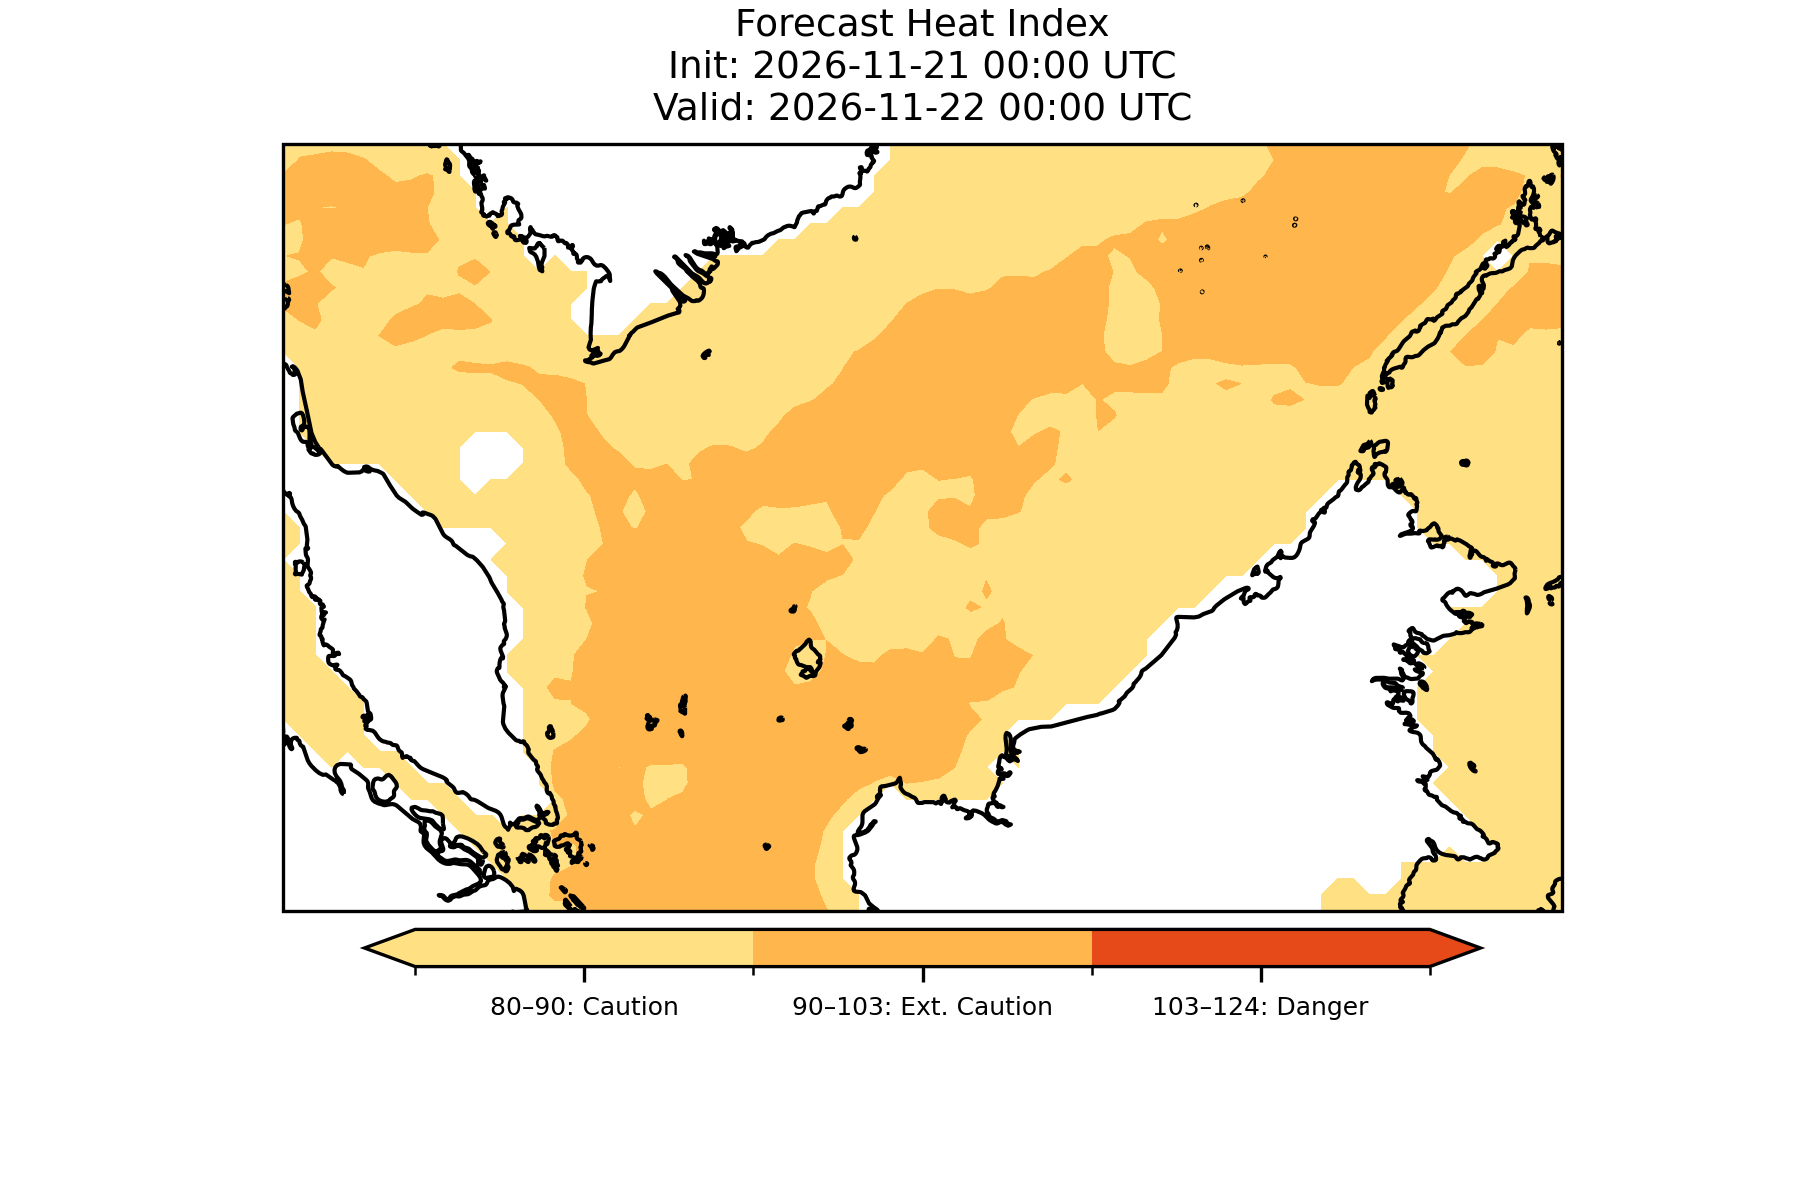 Forecast Heat Index
Init: 2026-11-21 00:00 UTC
Valid: 2026-11-22 00:00 UTC
80–90: Caution
90–103: Ext. Caution
103–124: Danger